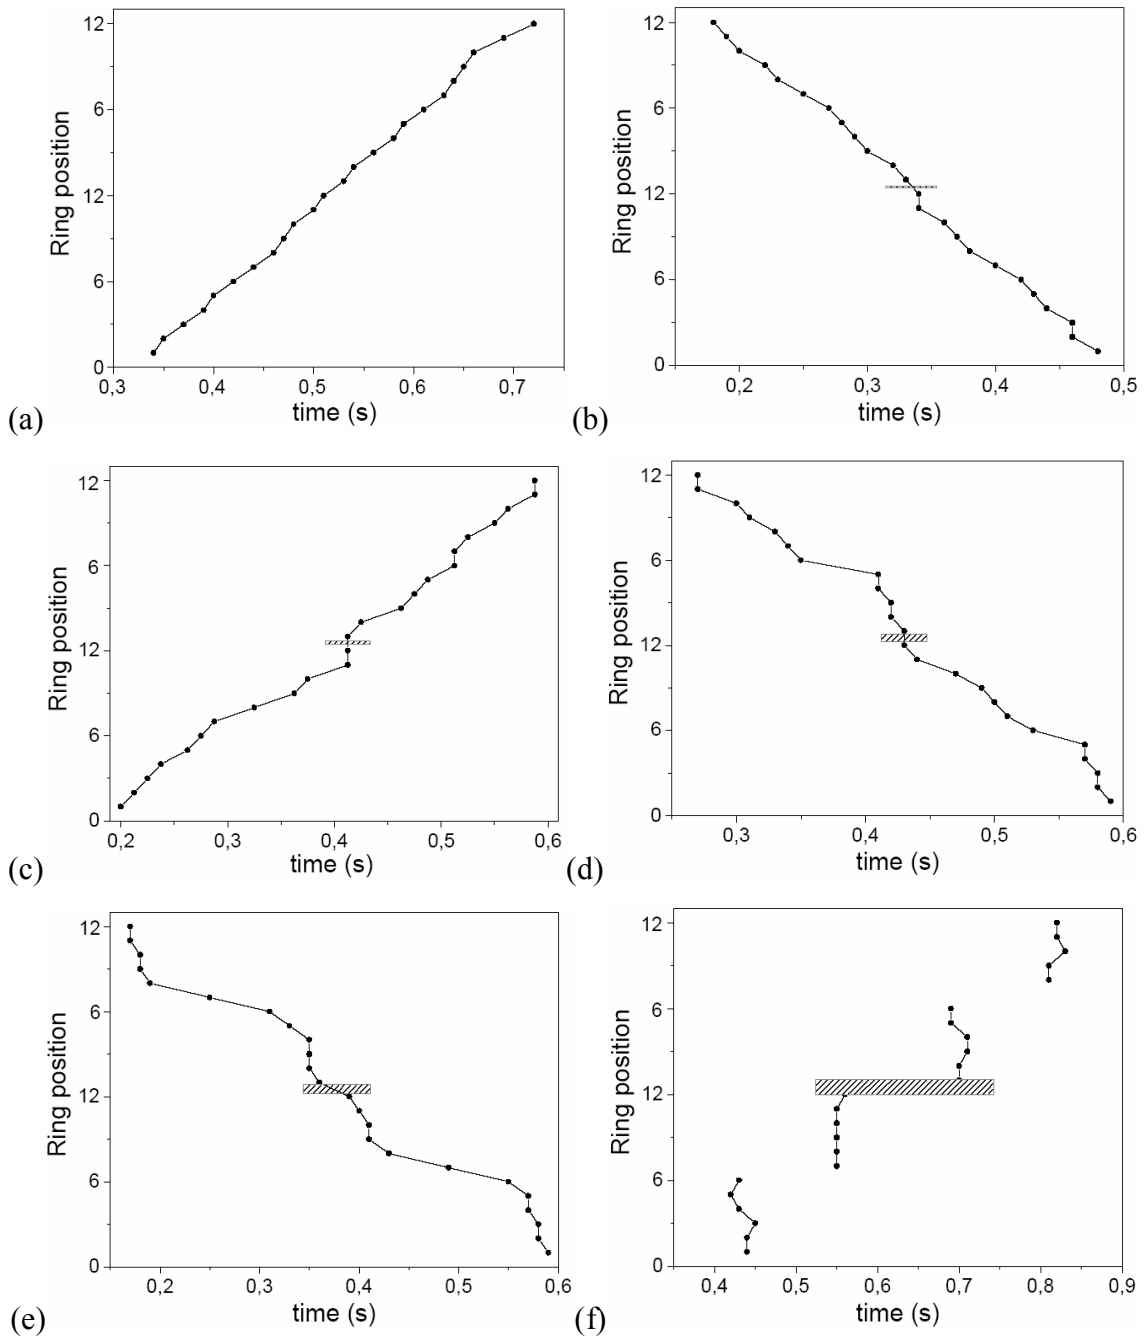 12
6
12
6
0
Ring position
0,3 0,4 0,5 0,6 0,7
time (s)
(a)
12
6
12
6
0
Ring position
0,2 0,3 0,4 0,5
time (s)
(b)
12
6
12
6
0
Ring position
0,2 0,3 0,4 0,5 0,6
time (s)
(c)
12
6
12
6
0
Ring position
0,3 0,4 0,5 0,6
time (s)
(d)
12
6
12
6
0
Ring position
0,2 0,3 0,4 0,5 0,6
time (s)
(e)
12
6
12
6
0
Ring position
0,4 0,5 0,6 0,7 0,8 0,9
time (s)
(f)